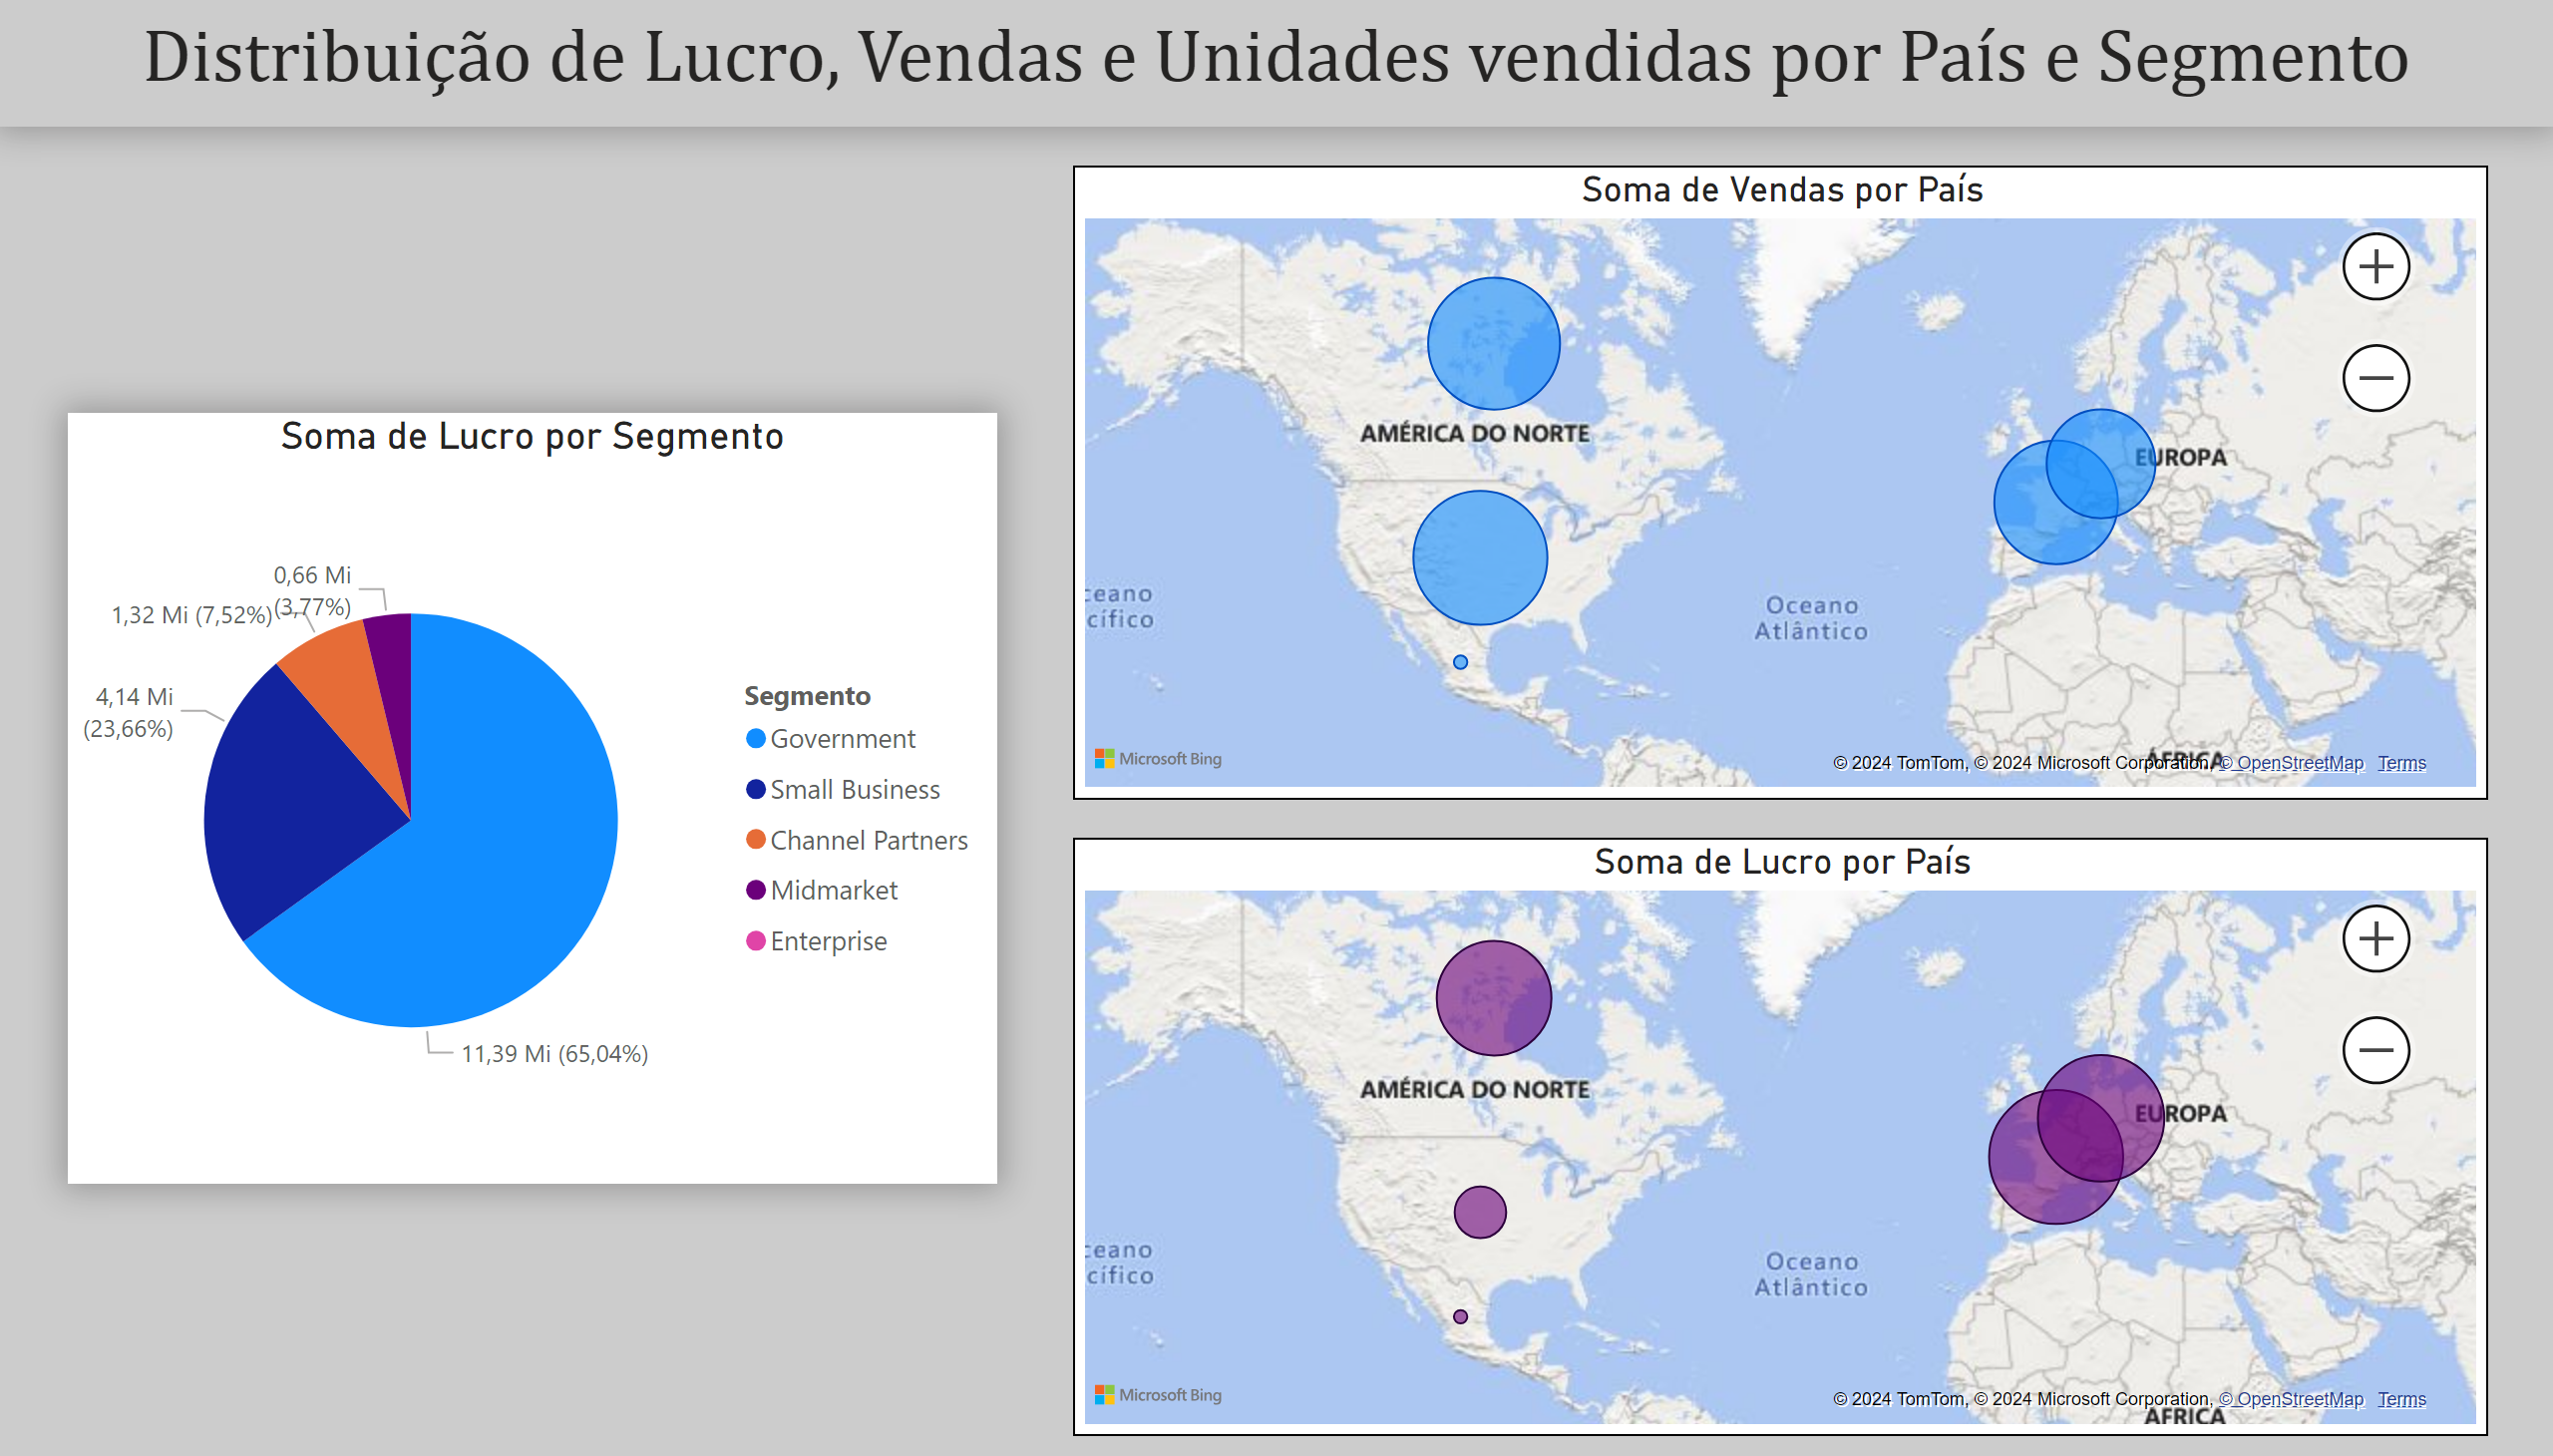 Distribuição de Lucro, Vendas e Unidades vendidas por País e Segmento
Soma de Lucro por Segmento
0,66 Mi
(3,77%)
1,32 Mi (7,52%)
4,14 Mi
(23,66%)
11,39 Mi (65,04%)
Segmento
Government
Small Business
Channel Partners
Midmarket
Enterprise
Soma de Vendas por País
AMÉRICA DO NORTE
EUROPA
ceano
cífico
Oceano
Atlântico
ÁFRICA
Microsoft Bing
© 2024 TomTom, © 2024 Microsoft Corporation, © OpenStreetMap Terms
Soma de Lucro por País
AMÉRICA DO NORTE
EUROPA
ceano
cífico
Oceano
Atlântico
Microsoft Bing
© 2024 TomTom, © 2024 Microsoft Corporation, © OpenStreetMap Terms
ÁFRICA